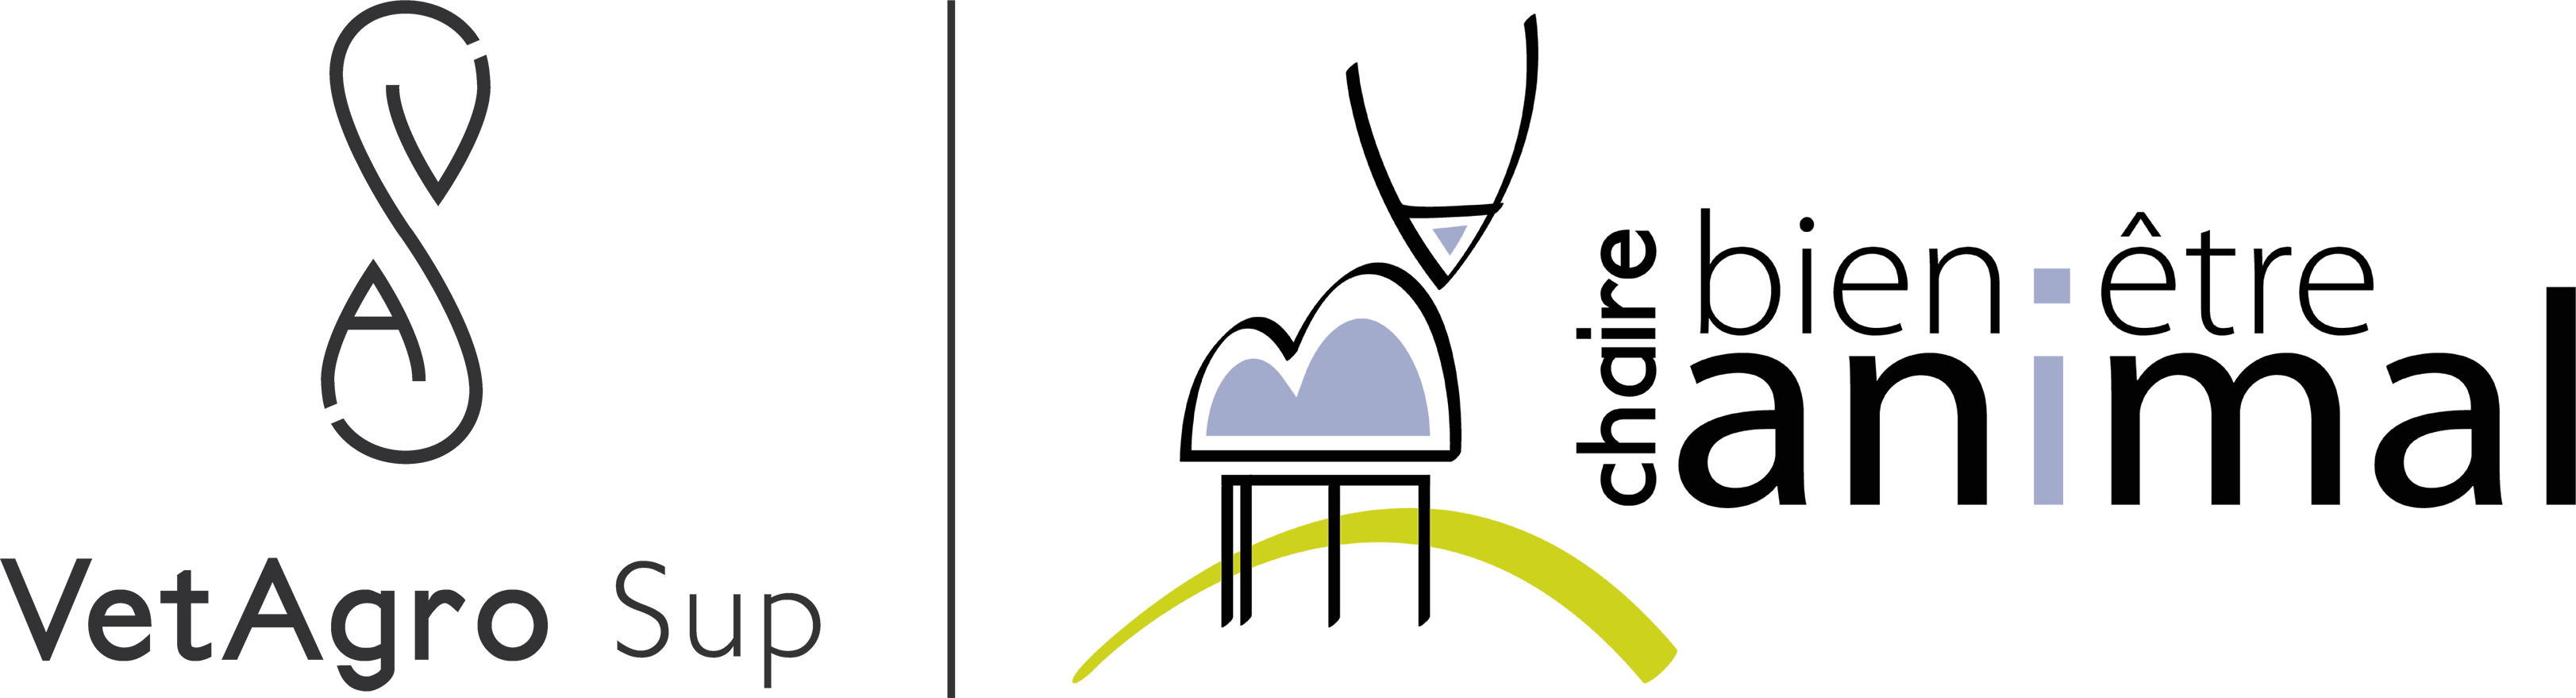 VetAgro Sup
chaire
bien-être
animal